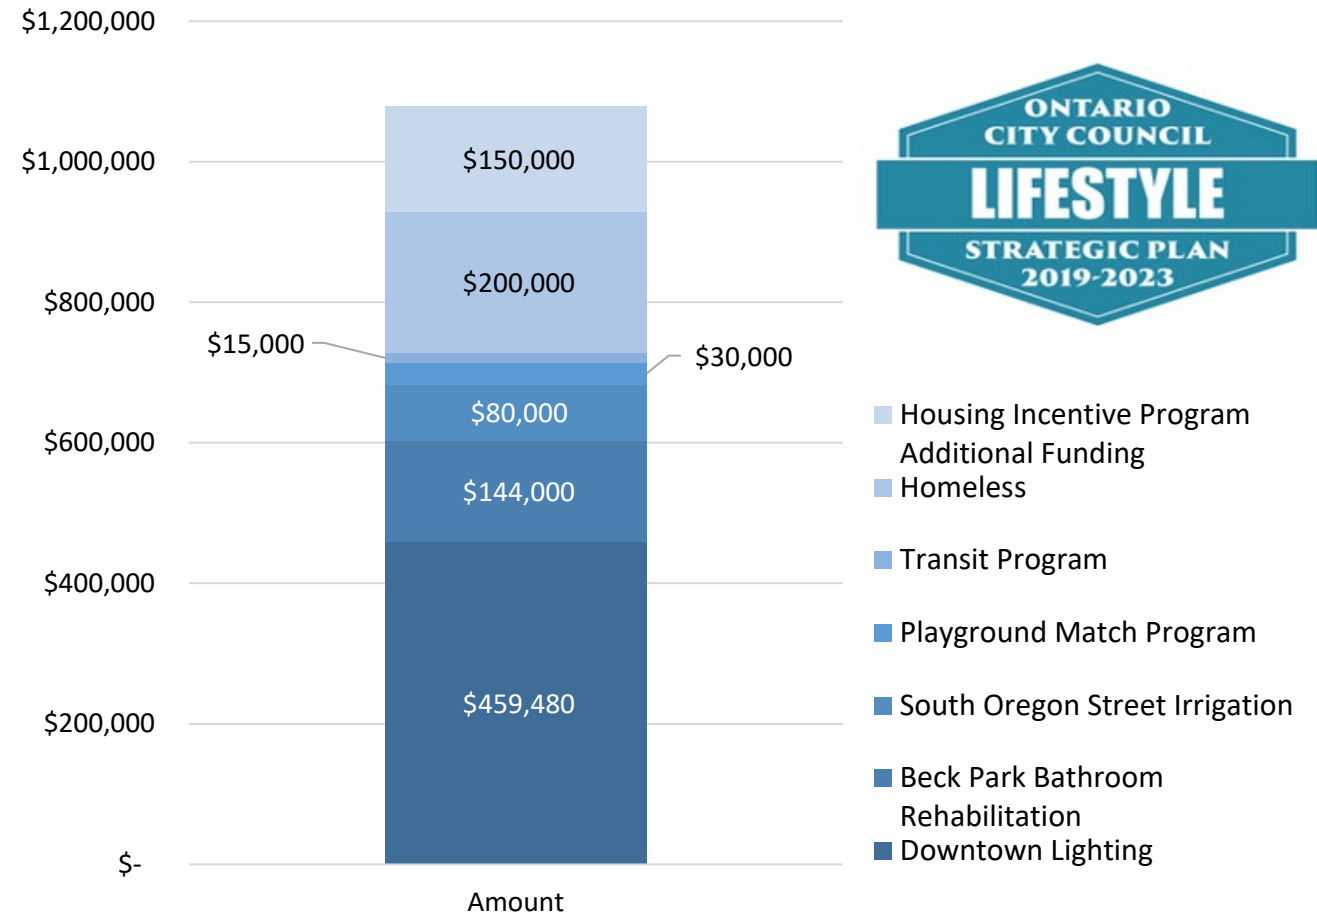 $1,200,000
$1,000,000
$800,000
$600,000
$400,000
$200,000
$-
$150,000
$200,000
$15,000
$30,000
$80,000
$144,000
$459,480
Amount
ONTARIO
CITY COUNCIL
LIFESTYLE
STRATEGIC PLAN
2019-2023
Housing Incentive Program
Additional Funding
Homeless
Transit Program
Playground Match Program
South Oregon Street Irrigation
Beck Park Bathroom
Rehabilitation
Downtown Lighting